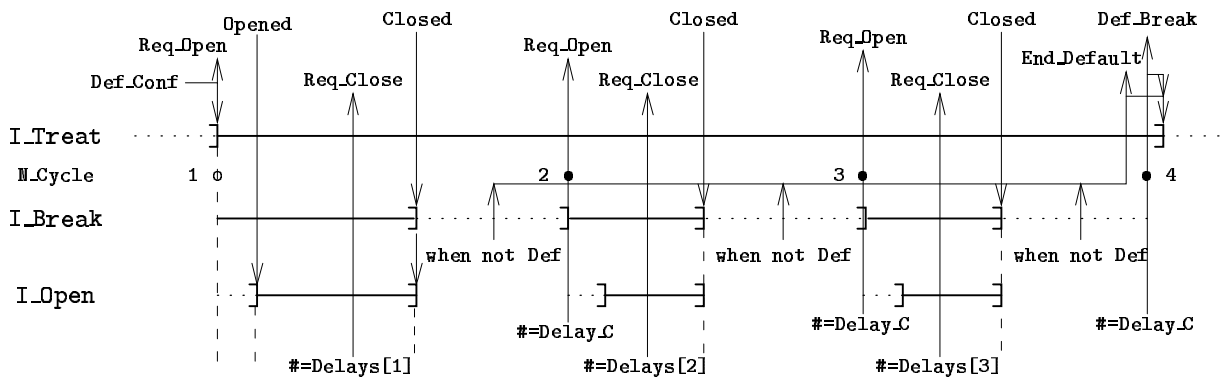 Opened
Closed
Closed
Closed
Def_Break
Req_Open
Req_Open
Req_Open
End_Default
Def_Conf
Req_Close
Req_Close
Req_Close
I_Treat
N_Cycle
1
2
3
4
I_Break
when not Def
when not Def
when not Def
I_Open
#=Delay_C
#=Delay_C
#=Delay_C
#=Delays[1]
#=Delays[2]
#=Delays[3]